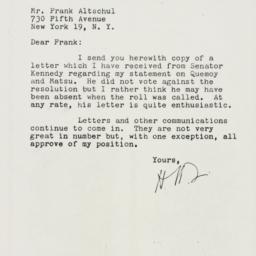 Mr. Frank Altschul
730 Fifth Avenue
New York 19, N. Y.
Dear Frank:
I send you herewith copy of a
letter which I have received from Senator
Kennedy regarding my statement on Quemoy
and Matsu. He did not vote against the
resolution but I rather think he may have
been absent when the roll was called. At
any rate, his letter is quite enthusiastic.
Letters and other communications
continue to come in. They are not very
great in number but, with one exception, all
approve of my position.
Yours,